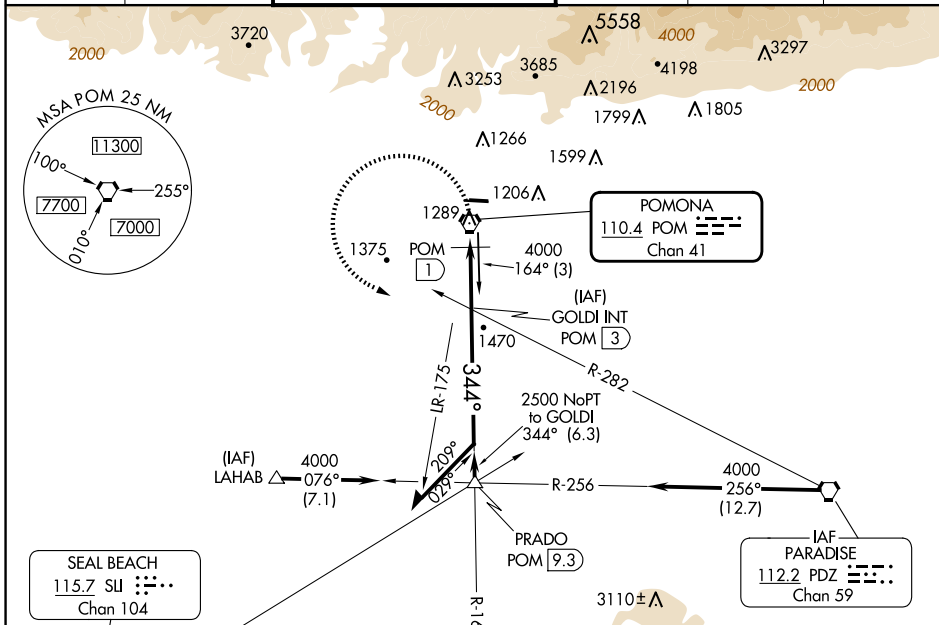 5558
3720
4000
3297
2000
3685
4198
3253
2196
2000
2000
1799
1805
MSA POM 25 NM
1266
11300
1599
100°
255°
7700
7000
010°
1206
1289
POMONA
110.4 POM
Chan 41
1375
POM
1
4000
164° (3)
(IAF)
GOLDI INT
POM 3
1470
R-282
LR-175
344°
2500 NoPT
to GOLDI
344° (6.3)
(IAF)
LAHAB
4000
076°
(7.1)
209°
029°
R-256
4000
256°
(12.7)
PRADO
POM 9.3
IAF
PARADISE
112.2 PDZ
Chan 59
SEAL BEACH
115.7 SLI
Chan 104
3110±